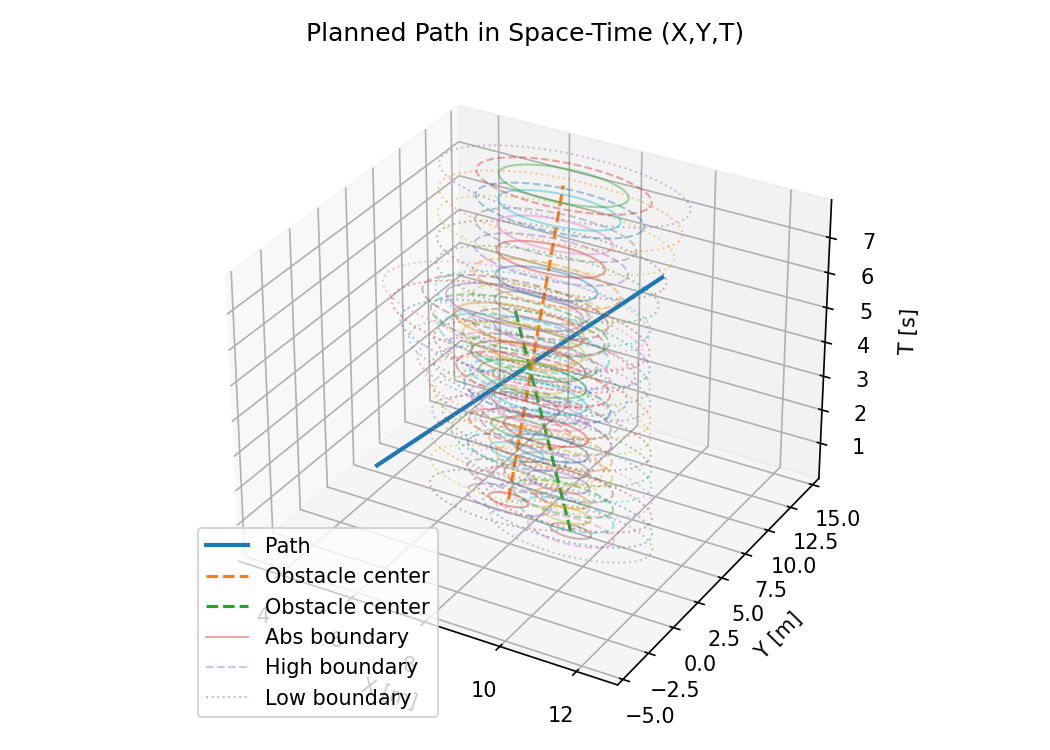 Planned Path in Space-Time (X,Y,T)
7
6
5
4
3
2
1
T [s]
15.0
12.5
10.0
7.5
5.0
2.5
0.0
−2.5
−5.0
Y [m]
4
8
10
12
Path
Obstacle center
Obstacle center
Abs boundary
High boundary
Low boundary